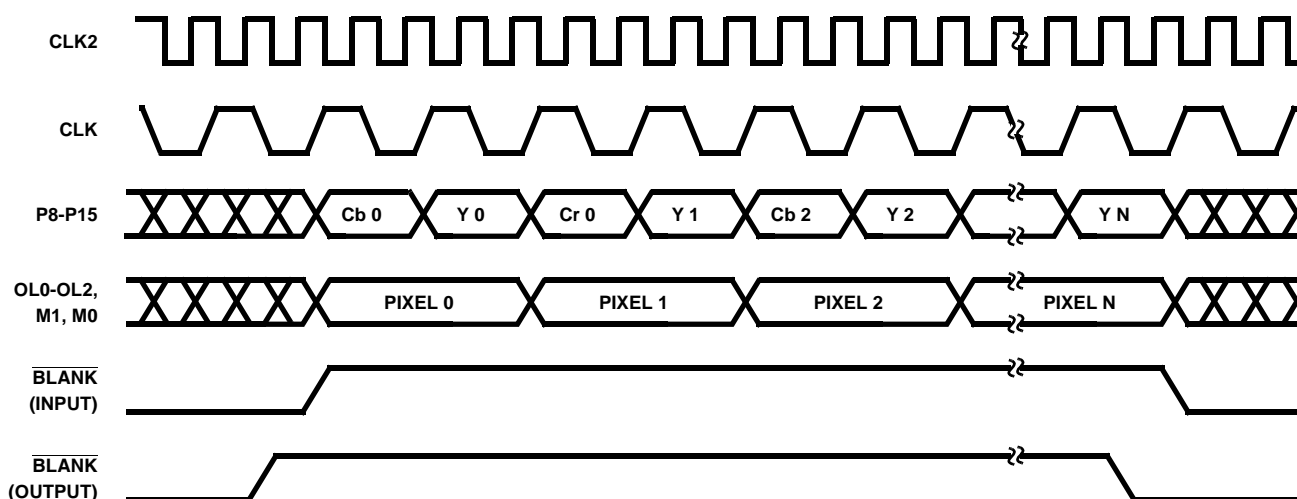 CLK2
CLK
P8-P15
Cb 0 Y 0 Cr 0 Y 1 Cb 2 Y 2 Y N
OL0-OL2,
M1, M0
PIXEL 0 PIXEL 1 PIXEL 2 PIXEL N
BLANK
(INPUT)
BLANK
(OUTPUT)